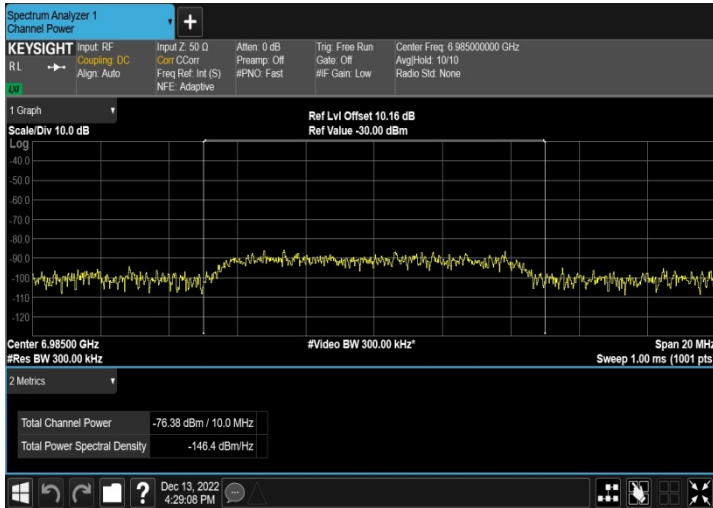 Spectrum Analyzer 1
Channel Power
+
KEYSIGHT Input: RF
RL
Coupling: DC
Align: Auto
LXI
Input Z: 50 Ω
Corr CCorr
Freq Ref: Int (S)
NFE: Adaptive
Atten: 0 dB
Preamp: Off
#PNO: Fast
Trig: Free Run
Gate: Off
#IF Gain: Low
Center Freq: 6.985000000 GHz
Avg|Hold: 10/10
Radio Std: None
1 Graph
Scale/Div 10.0 dB
Ref Lvl Offset 10.16 dB
Ref Value -30.00 dBm
Log
-40.0
-50.0
-60.0
-70.0
-80.0
-90.0
-100
-110
-120
Center 6.98500 GHz
#Res BW 300.00 kHz
#Video BW 300.00 kHz*
Span 20 MHz
Sweep 1.00 ms (1001 pts
2 Metrics
Total Channel Power -76.38 dBm / 10.0 MHz
Total Power Spectral Density -146.4 dBm/Hz
?
Dec 13, 2022
4:29:08 PM